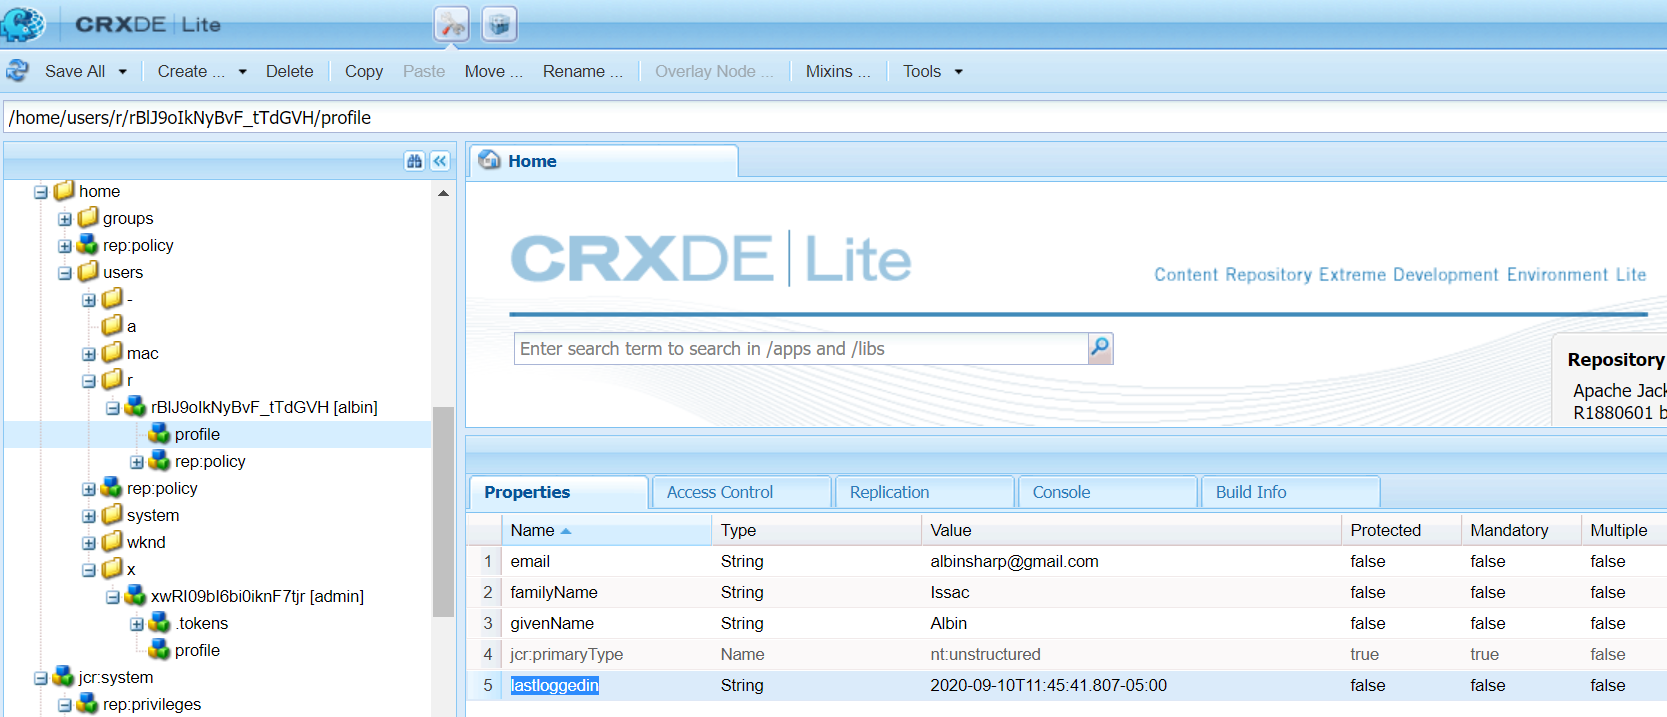 CRXDE | Lite
Save All Create ... Delete Copy Paste Move ... Rename ... Overlay Node ... Mixins ... Tools
/home/users/r/rBlJ9oIkNyBvF_tTdGVH/profile
home
groups
rep:policy
users
-
a
mac
r
rBlJ9oIkNyBvF_tTdGVH [albin]
profile
rep:policy
rep:policy
system
wknd
x
xwRI09bI6bi0iknF7tjr [admin]
.tokens
profile
jcr:system
rep:privileges
Home
CRXDE | Lite
Content Repository Extreme Development Environment Lite
Enter search term to search in /apps and /libs
Repository
Apache Jack
R1880601 b
Properties Access Control Replication Console Build Info
Name Type Value Protected Mandatory Multiple
1 email String albinsharp@gmail.com false false false
2 familyName String Issac false false false
3 givenName String Albin false false false
4 jcr:primaryType Name nt:unstructured true true false
5 lastloggedin String 2020-09-10T11:45:41.807-05:00 false false false